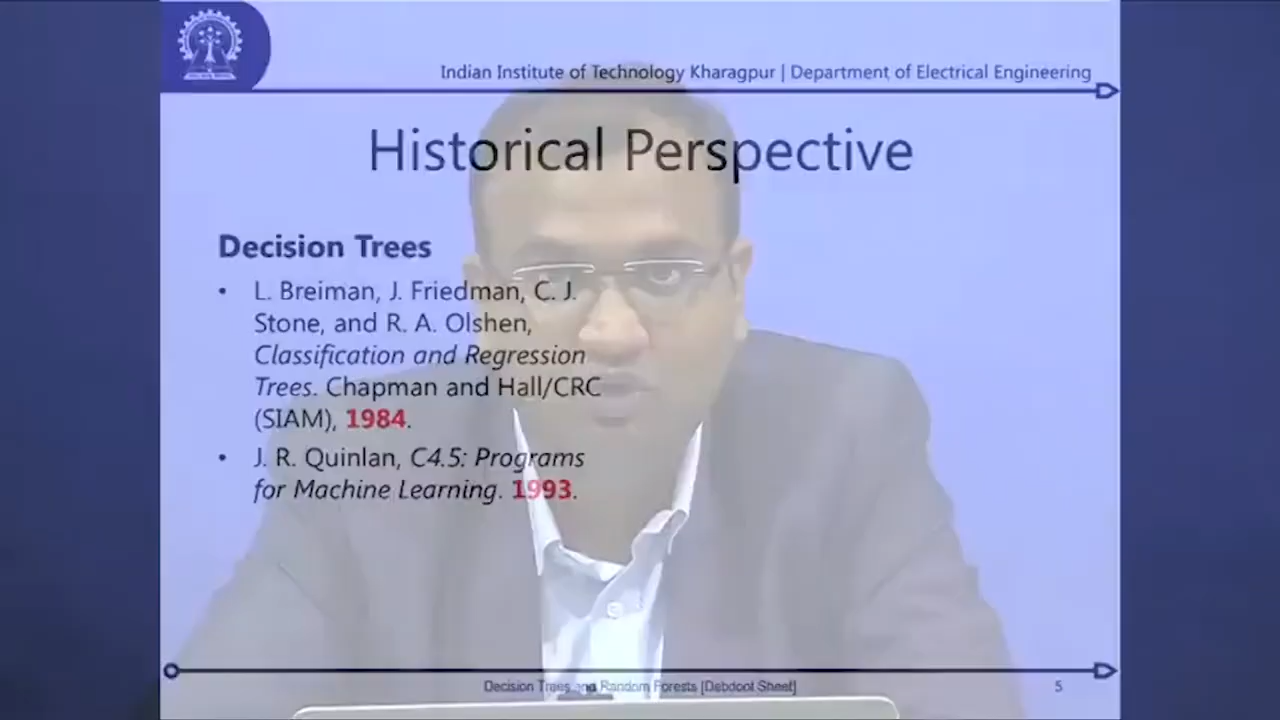 Indian Institute of Technology Kharagpur | Department of Electrical Engineering
Historical Perspective
Decision Trees
• L. Breiman, J. Friedman, C. J.
Stone, and R. A. Olshen,
Classification and Regression
Trees. Chapman and Hall/CRC
(SIAM), 1984.
• J. R. Quinlan, C4.5: Programs
for Machine Learning. 1993.
Decision Trees and Random Forests [Debdoot Sheet]
5